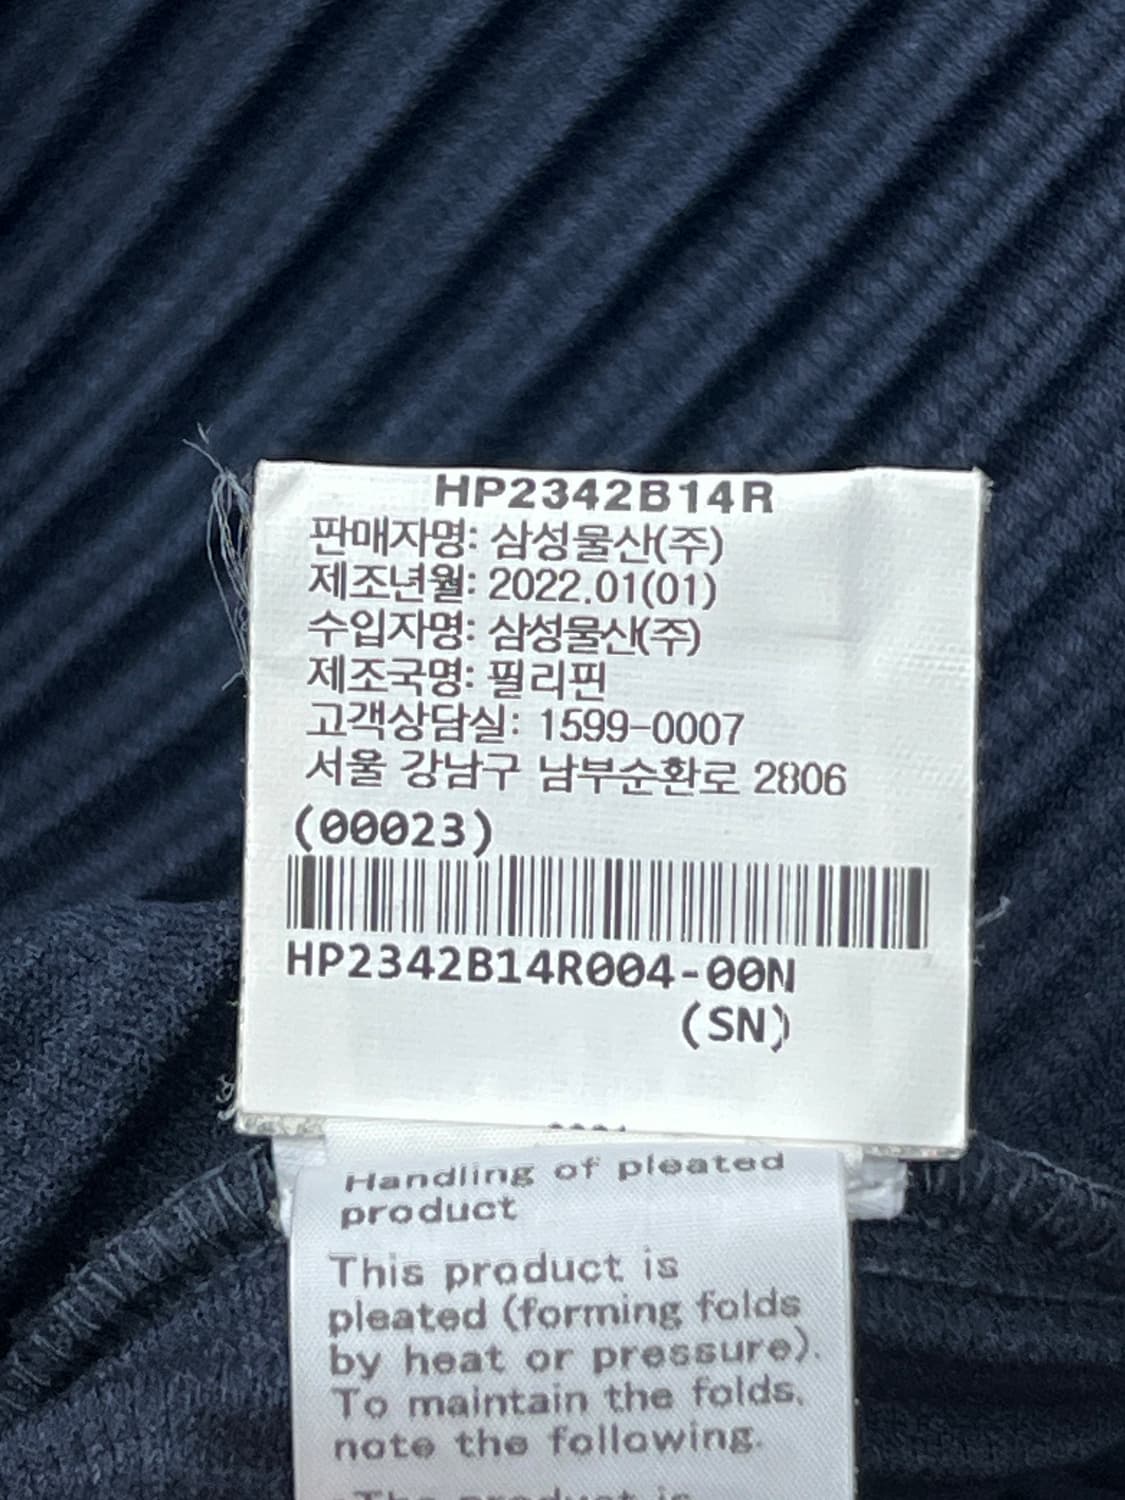 HP2342B14R
판매자명: 삼성물산(주)
제조년월: 2022.01(01)
수입자명: 삼성물산(주)
제조국명: 필리핀
고객상담실: 1599-0007
서울 강남구 남부순환로 2806
(00023)
HP2342B14R004-00N
(SN)
Handling of pleated
product
This product is
pleated (forming folds
by heat or pressure).
To maintain the folds,
note the following.
The product is